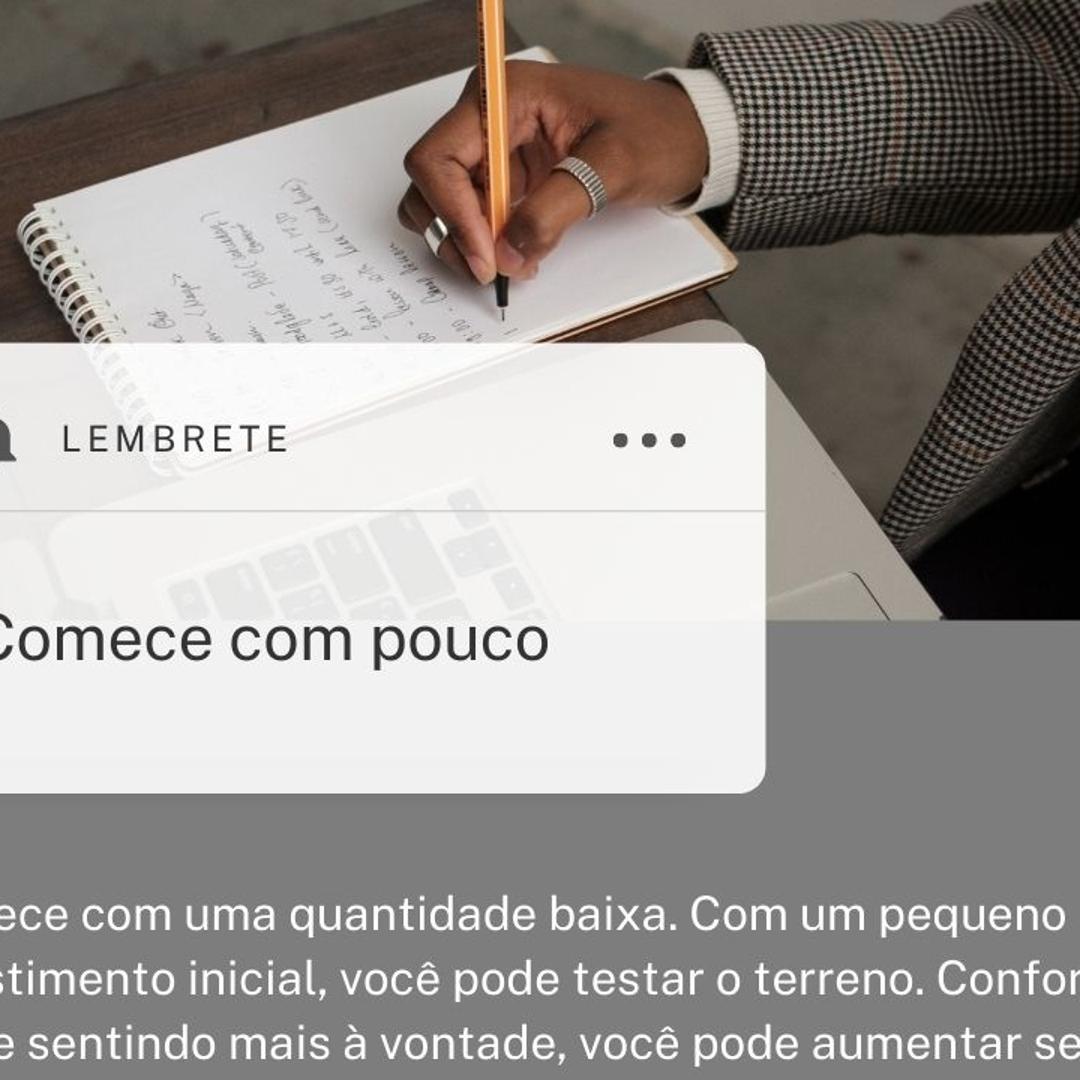 LEMBRETE
Comece com pouco
ece com uma quantidade baixa. Com um pequeno
stimento inicial, você pode testar o terreno. Confor
e sentindo mais à vontade, você pode aumentar se